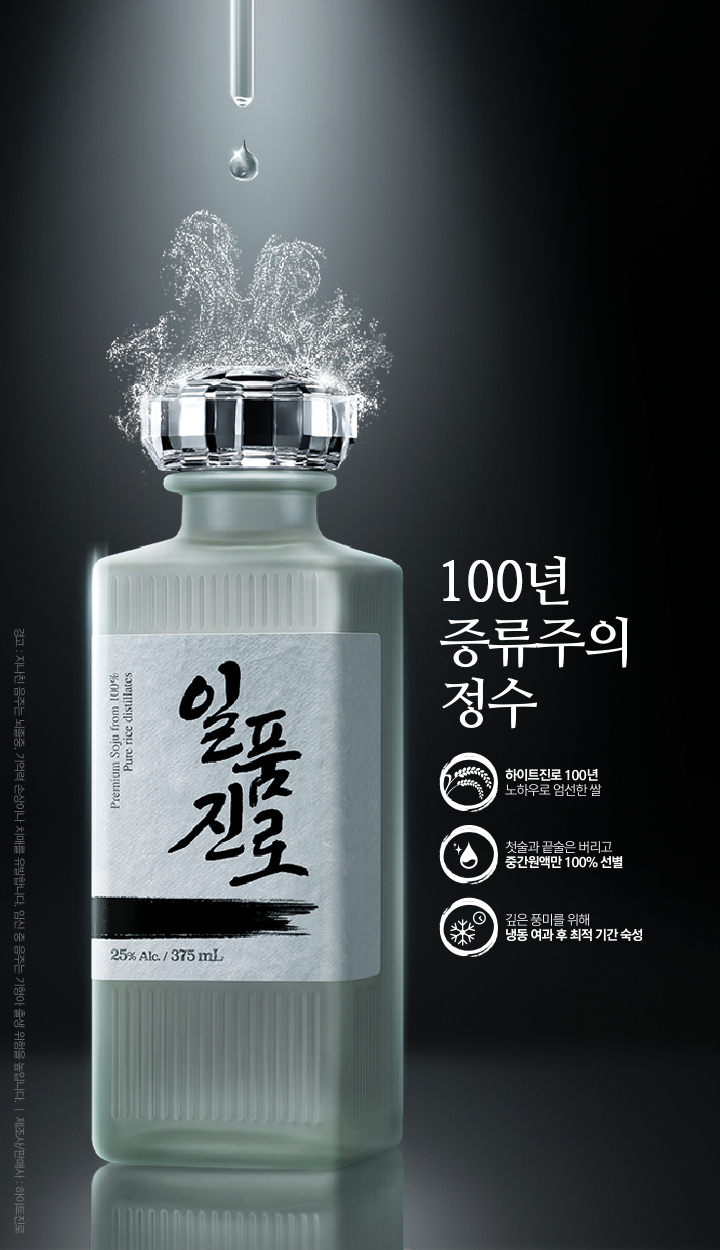 100년
증류주의
정수
하이트진로 100년
노하우로 엄선한 쌀
첫술과 끝술은 버리고
중간원액만 100% 선별
깊은 풍미를 위해
냉동 여과 후 최적 기간 숙성
Premium Soju from 100%
Pure rice distillates
일품
진로
25% Alc. / 375 mL
경고 : 지나친 음주는 뇌졸중, 기억력 손상이나 치매를 유발합니다. 임신 중 음주는 기형아 출생 위험을 높입니다. | 제조사/판매사 : 하이트진로